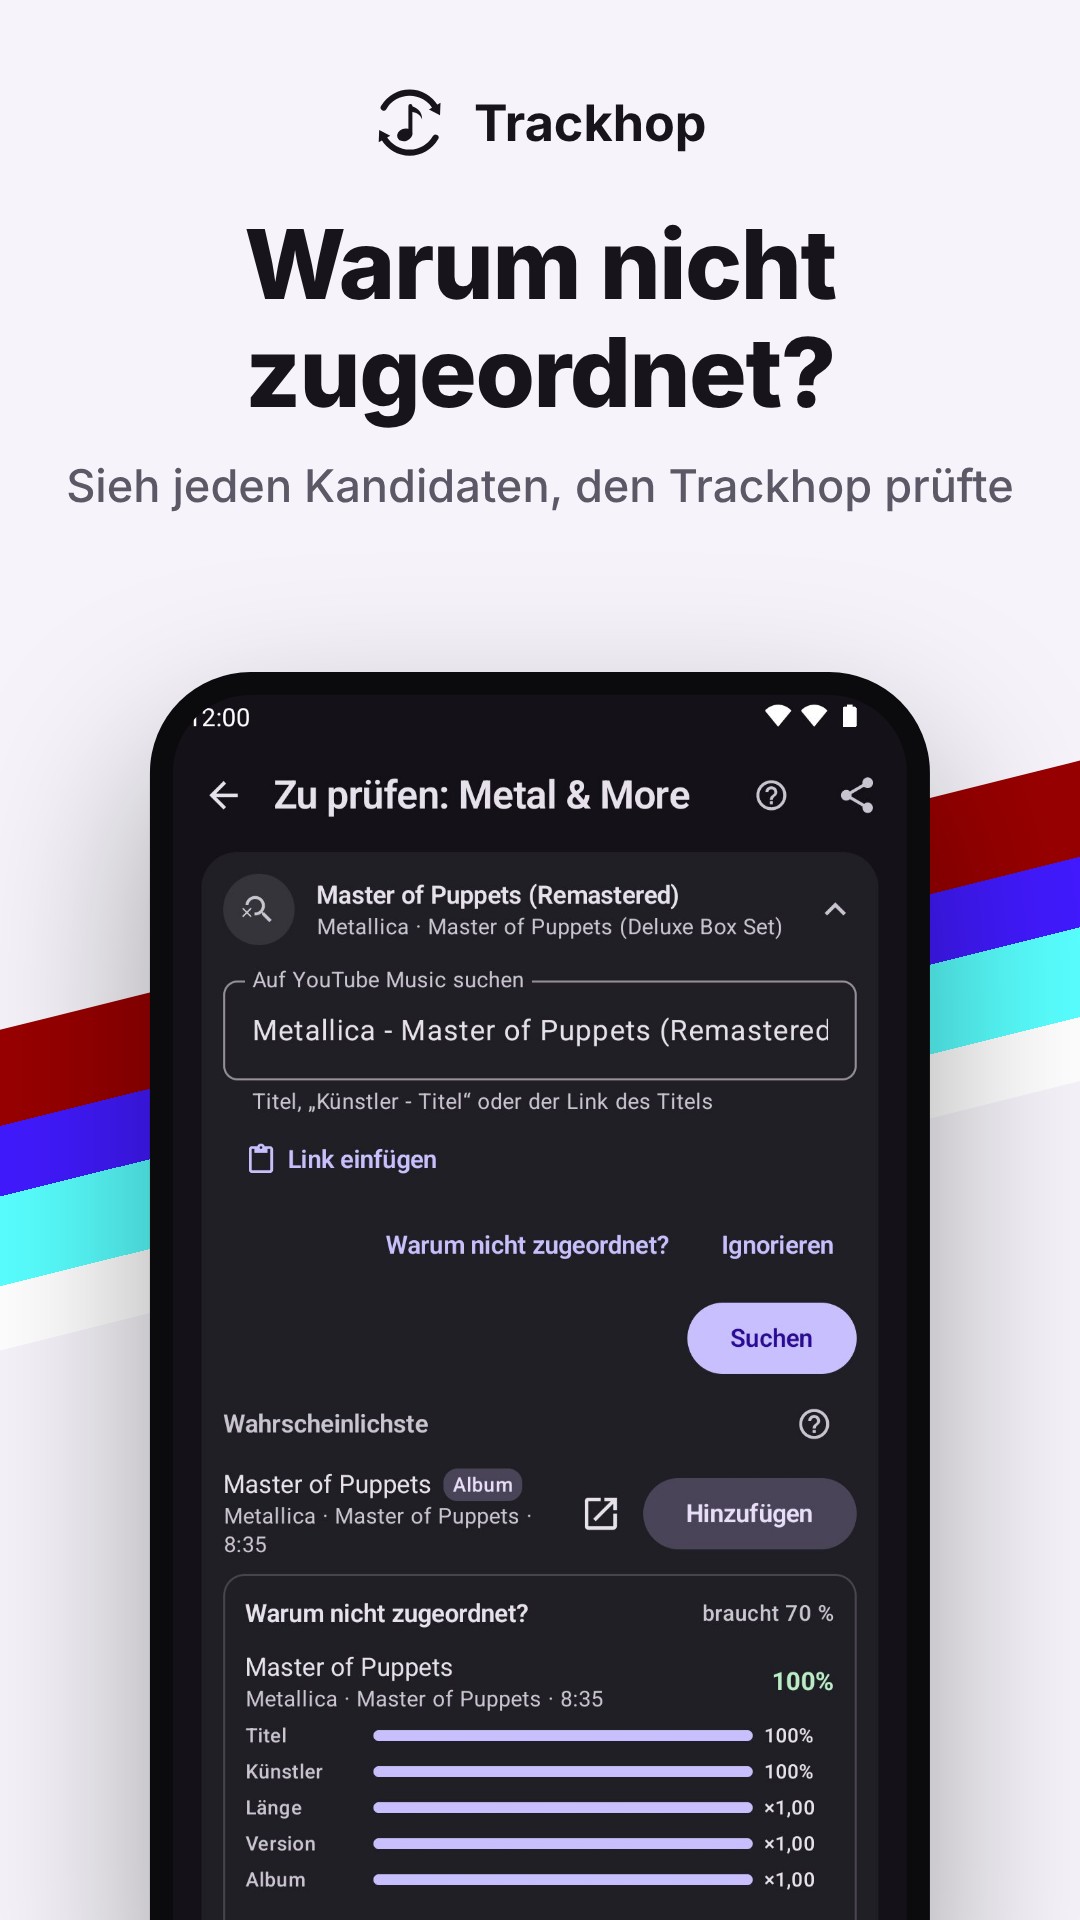 Trackhop
Warum nicht
zugeordnet?
Sieh jeden Kandidaten, den Trackhop prüfte
12:00
Zu prüfen: Metal & More
Master of Puppets (Remastered)
Metallica · Master of Puppets (Deluxe Box Set)
Auf YouTube Music suchen
Metallica - Master of Puppets (Remastered
Titel, „Künstler - Titel“ oder der Link des Titels
Link einfügen
Warum nicht zugeordnet? Ignorieren
Suchen
Wahrscheinlichste
Master of Puppets Album
Metallica · Master of Puppets ·
8:35
Hinzufügen
Warum nicht zugeordnet? braucht 70 %
Master of Puppets
Metallica · Master of Puppets · 8:35
100%
Titel 100%
Künstler 100%
Länge ×1,00
Version ×1,00
Album ×1,00